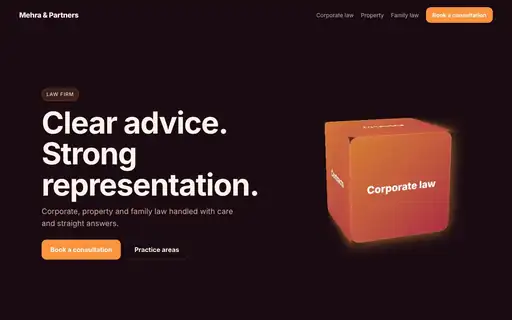 Mehra & Partners
Corporate law
Property
Family law
Book a consultation
LAW FIRM
Clear advice.
Strong
representation.
Corporate, property and family law handled with care
and straight answers.
Book a consultation
Practice areas
Corporate law